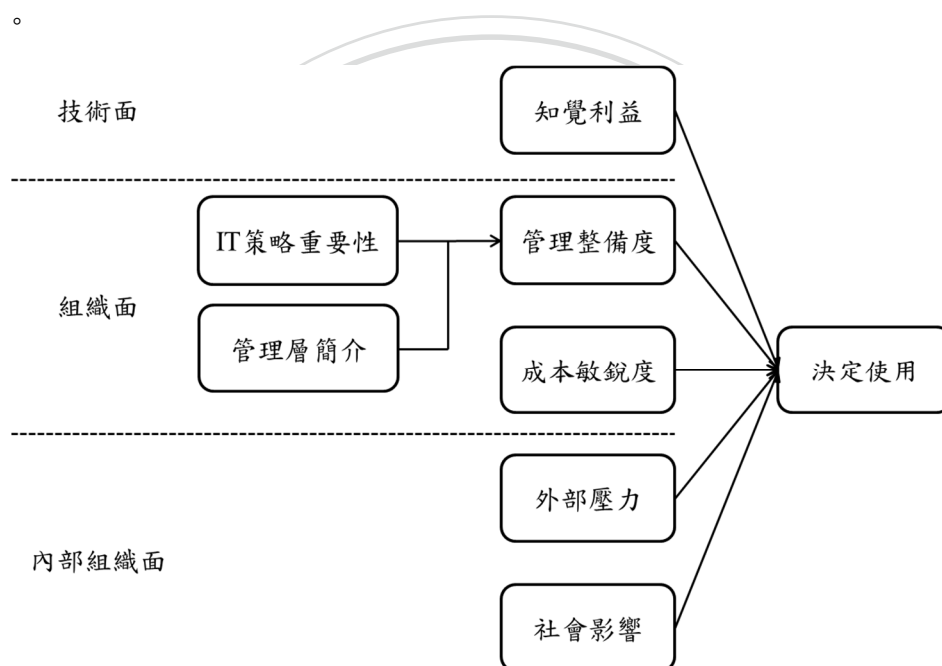 。
技術面
知覺利益
IT策略重要性
管理整備度
組織面
管理層簡介
成本敏銳度
決定使用
外部壓力
內部組織面
社會影響